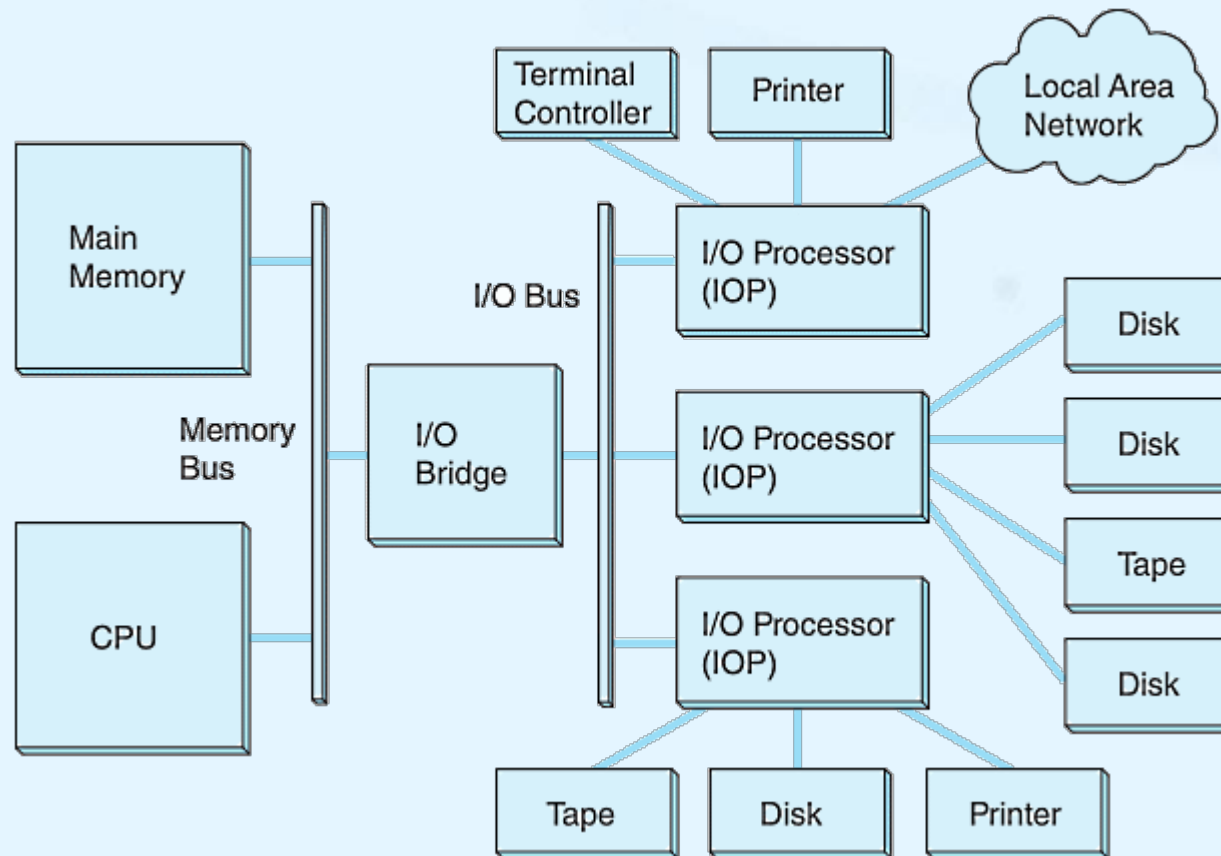 Terminal
Controller
Printer
Local Area
Network
Main
Memory
I/O Bus
I/O Processor
(IOP)
Disk
Memory
Bus
I/O
Bridge
I/O Processor
(IOP)
Disk
CPU
I/O Processor
(IOP)
Tape
Disk
Tape
Disk
Printer